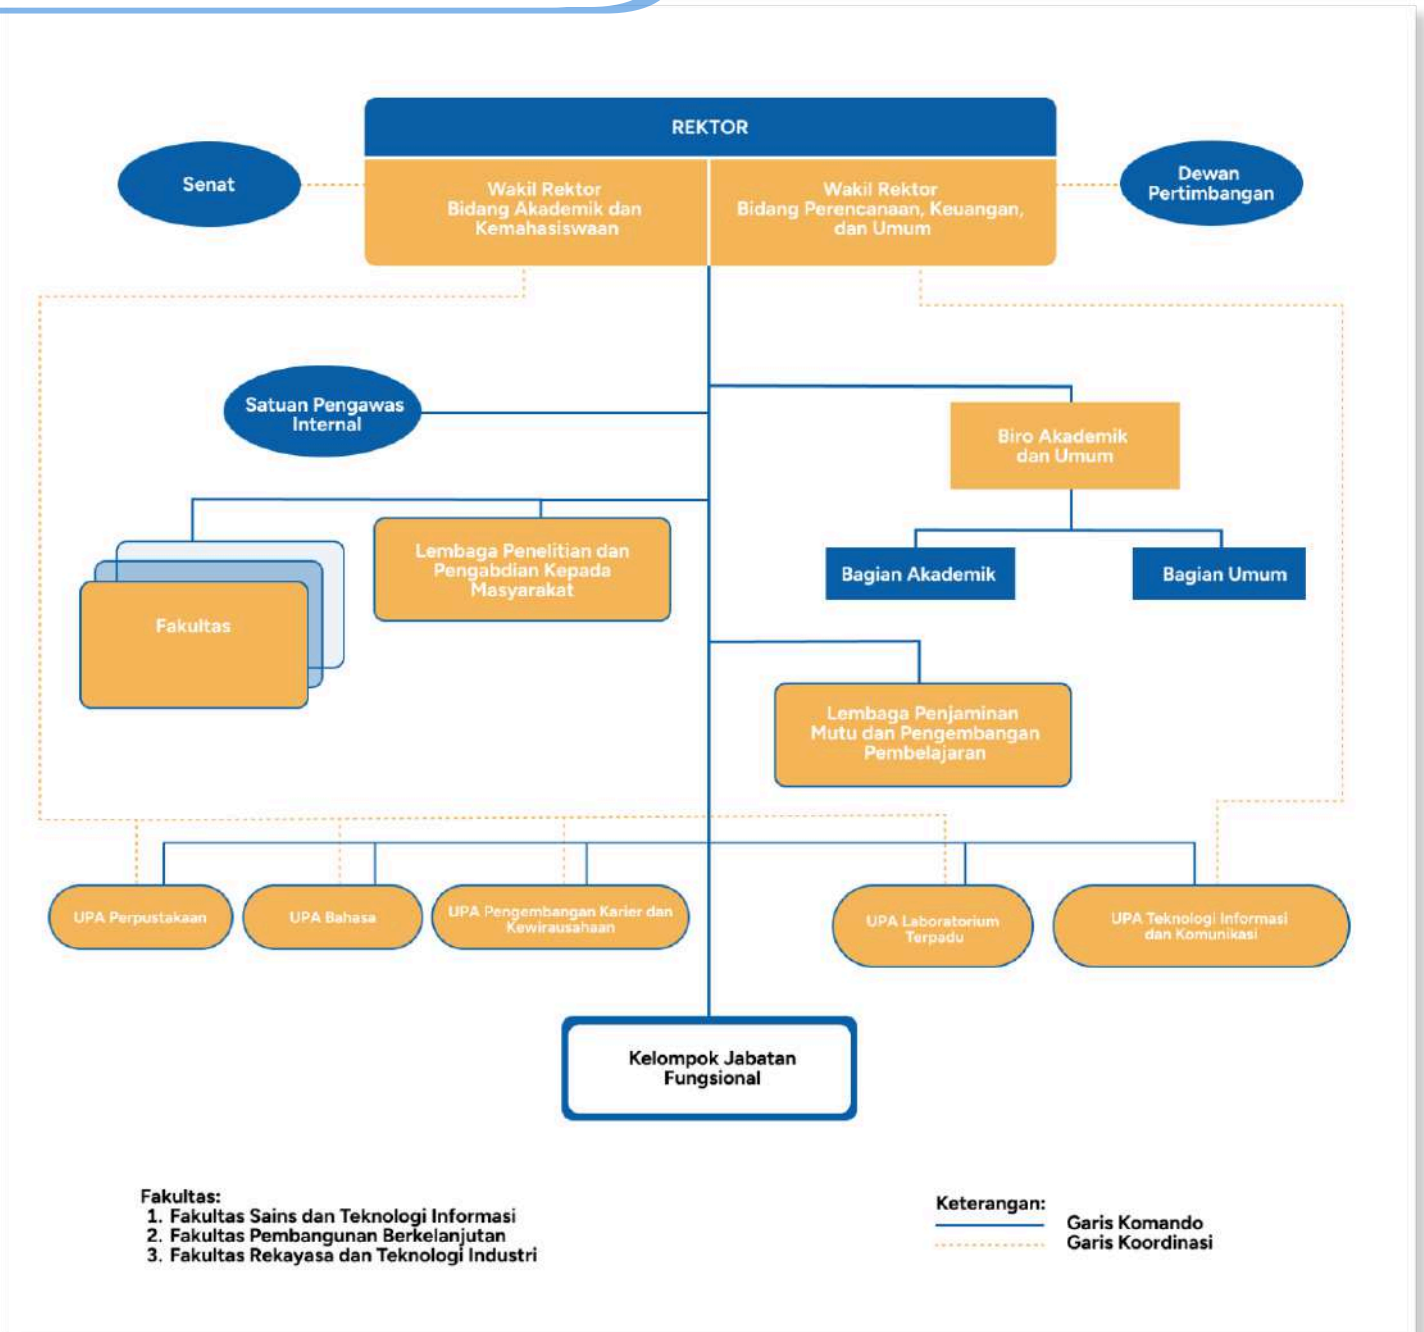 REKTOR
Senat
Wakil Rektor
Bidang Akademik dan
Kemahasiswaan
Wakil Rektor
Bidang Perencanaan, Keuangan,
dan Umum
Dewan
Pertimbangan
Satuan Pengawas
Internal
Biro Akademik
dan Umum
Lembaga Penelitian dan
Pengabdian Kepada
Masyarakat
Bagian Akademik
Bagian Umum
Fakultas
Lembaga Penjaminan
Mutu dan Pengembangan
Pembelajaran
UPA Perpustakaan
UPA Bahasa
UPA Pengembangan Karier dan
Kewirausahaan
UPA Laboratorium
Terpadu
UPA Teknologi Informasi
dan Komunikasi
Kelompok Jabatan
Fungsional
Fakultas:
1. Fakultas Sains dan Teknologi Informasi
2. Fakultas Pembangunan Berkelanjutan
3. Fakultas Rekayasa dan Teknologi Industri
Keterangan:
Garis Komando
Garis Koordinasi